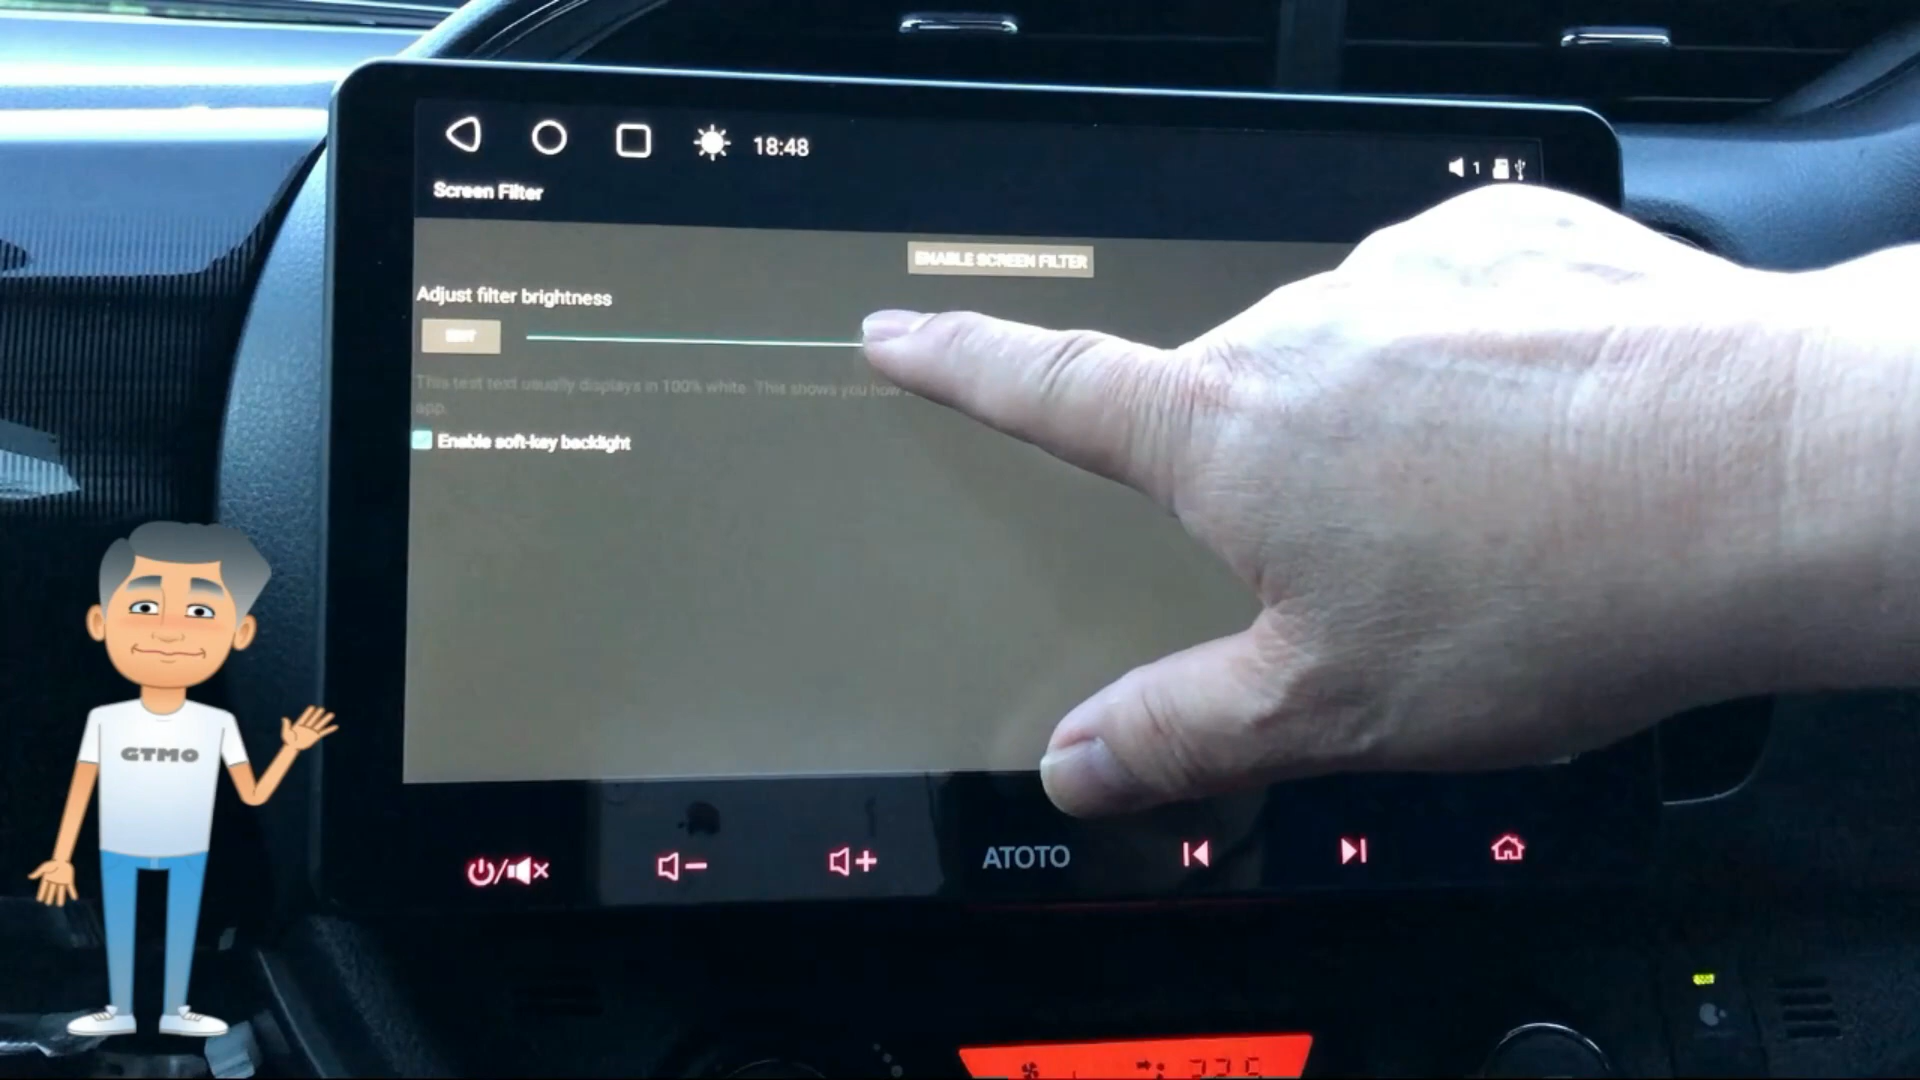 18:48
1
Screen Filter
ENABLE SCREEN FILTER
Adjust filter brightness
This test text usually displays in 100% white. This shows you how
app.
Enable soft-key backlight
GTMO
ATOTO